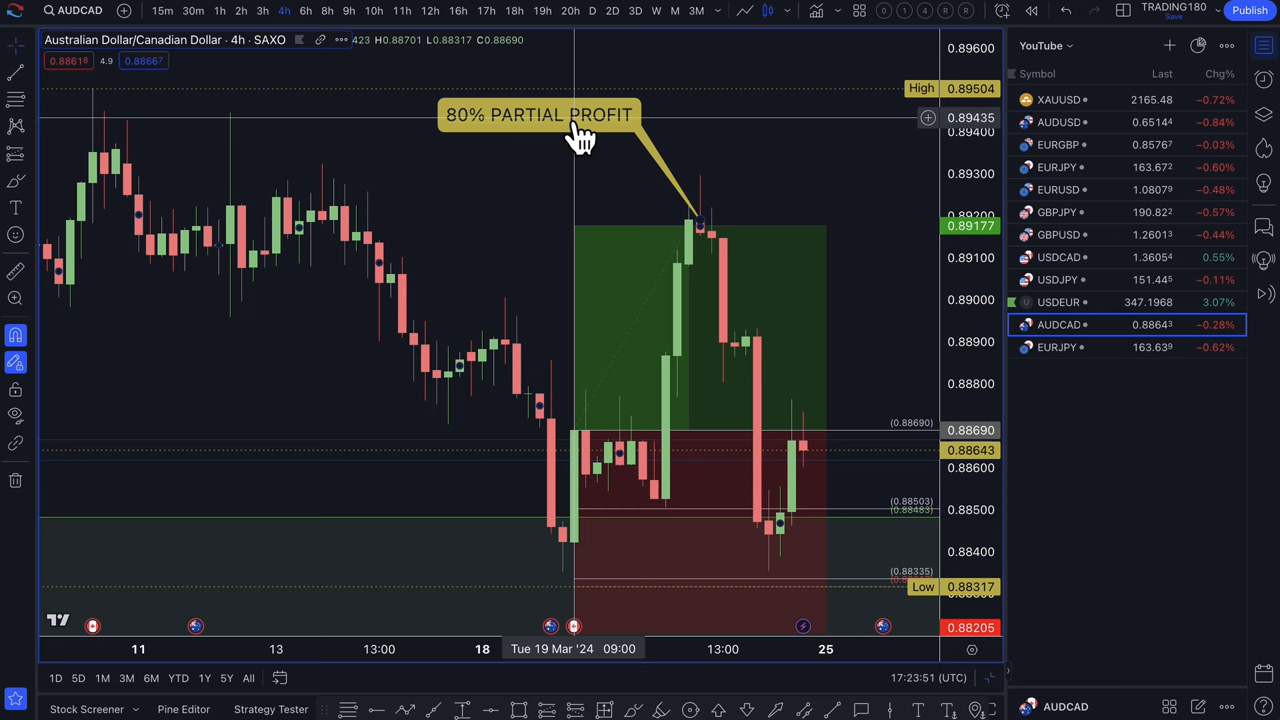 AUDCAD 15m 30m 1h 2h 3h 4h 6h 8h 9h 10h 11h 12h 16h 17h 18h 19h 20h D 2D 3D W M 3M TRADING180 Save Publish
Australian Dollar/Canadian Dollar · 4h · SAXO 423 H0.88701 L0.88317 C0.88690
0.88618 4.9 0.88667
80% PARTIAL PROFIT
0.89600
High 0.89504
0.89435
0.89400
0.89300
0.89200
0.89177
0.89100
0.89000
0.88900
0.88800
(0.88690) 0.88690
0.88643
0.88600
(0.88503) 0.88500
(0.88483)
0.88400
(0.88335)
Low 0.88317
0.88205
11 13 13:00 18 Tue 19 Mar '24 09:00 13:00 25
1D 5D 1M 3M 6M YTD 1Y 5Y All 17:23:51 (UTC)
Stock Screener Pine Editor Strategy Tester
YouTube
Symbol Last Chg%
XAUUSD 2165.48 −0.72%
AUDUSD 0.65144 −0.84%
EURGBP 0.85767 −0.03%
EURJPY 163.672 −0.60%
EURUSD 1.08079 −0.48%
GBPJPY 190.822 −0.57%
GBPUSD 1.26013 −0.44%
USDCAD 1.36054 0.55%
USDJPY 151.445 −0.11%
U USDEUR 347.1968 3.07%
AUDCAD 0.88643 −0.28%
EURJPY 163.639 −0.62%
AUDCAD